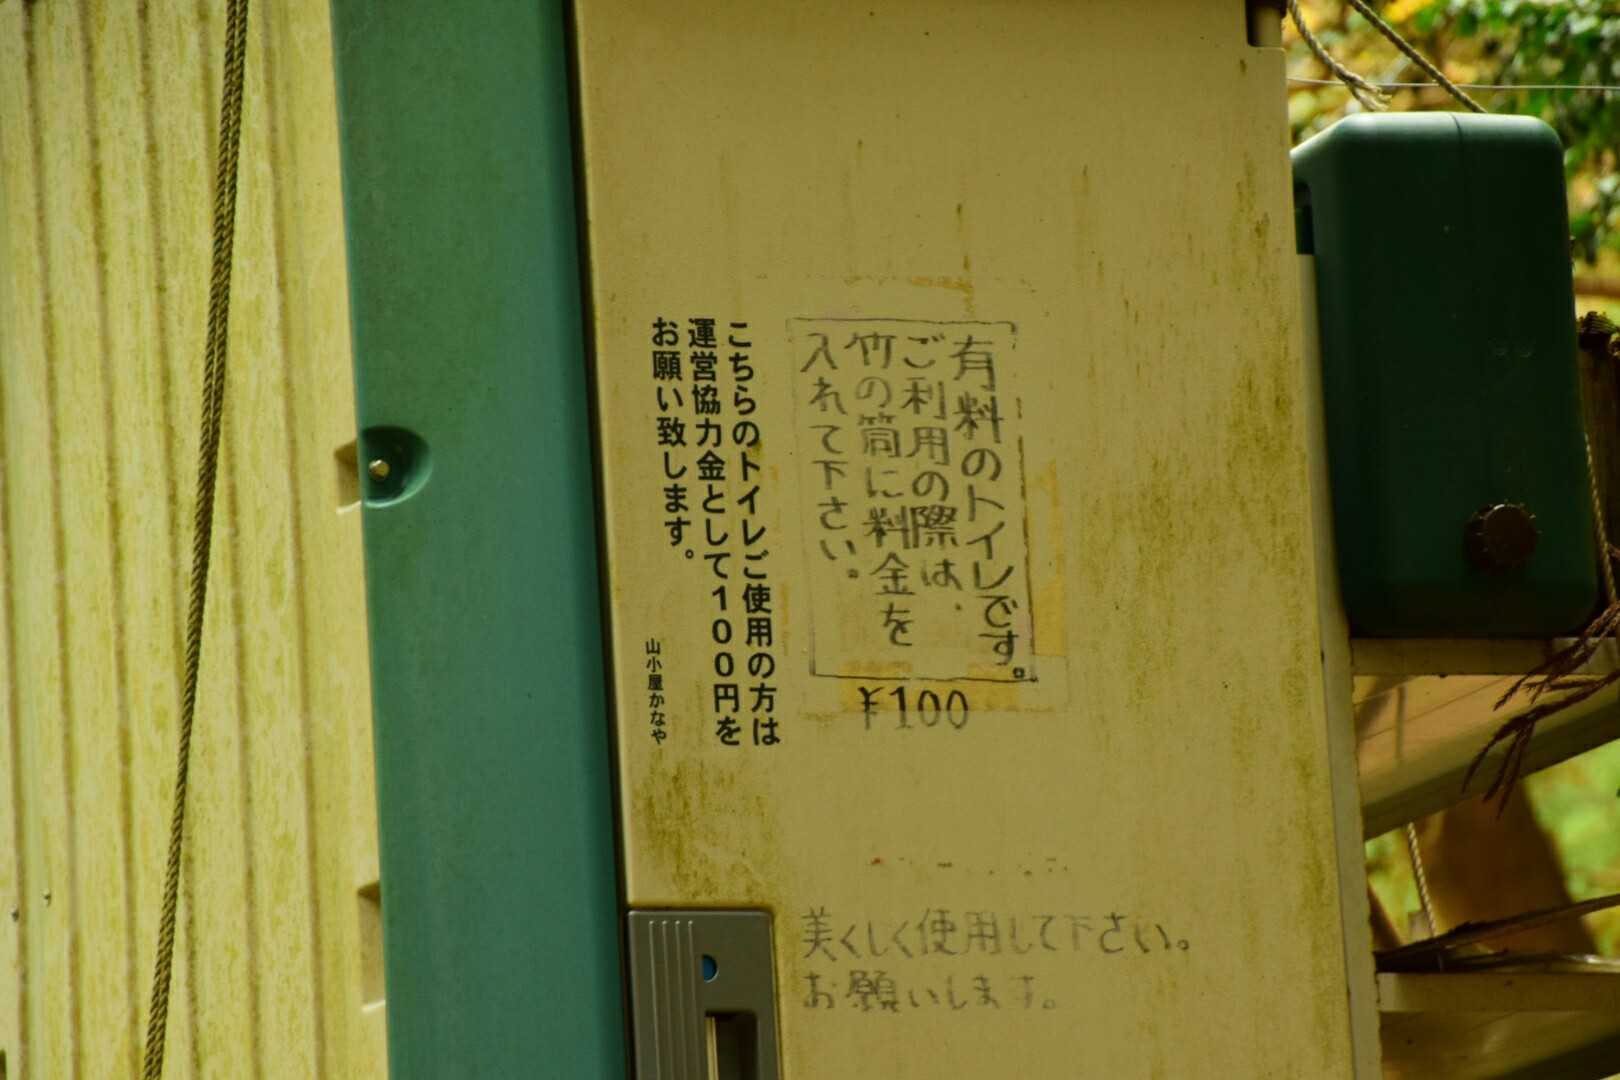 有料のトイレです。
ご利用の際は、
竹の筒に料金を
入れて下さい。
¥100
こちらのトイレご使用の方は
運営協力金として100円を
お願い致します。
山小屋かなや
美くしく使用して下さい。
お願いします。